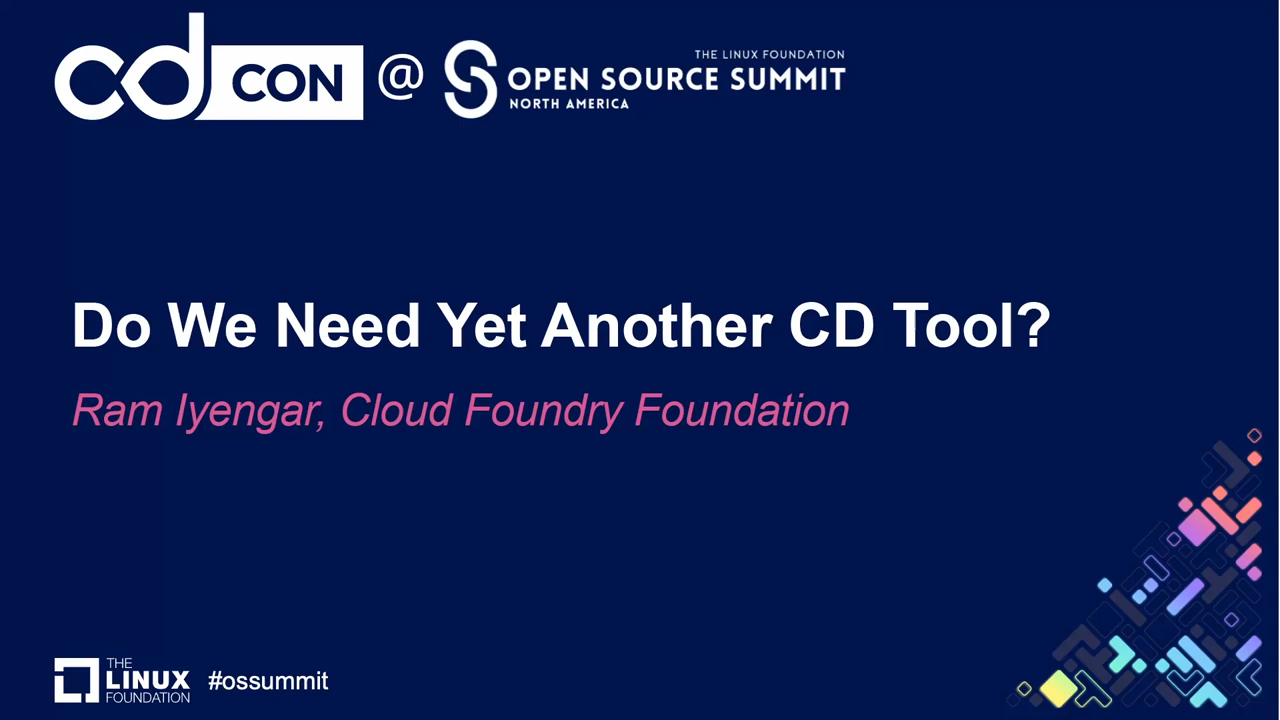 cd CON @ THE LINUX FOUNDATION
OPEN SOURCE SUMMIT
NORTH AMERICA
Do We Need Yet Another CD Tool?
Ram Iyengar, Cloud Foundry Foundation
THE
LINUX
FOUNDATION
#ossummit